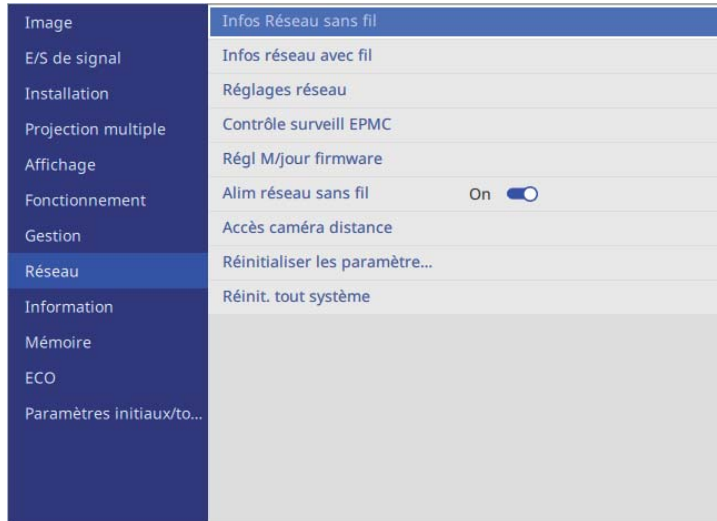 Image
E/S de signal
Installation
Projection multiple
Affichage
Fonctionnement
Gestion
Réseau
Information
Mémoire
ECO
Paramètres initiaux/to...
Infos Réseau sans fil
Infos réseau avec fil
Réglages réseau
Contrôle surveill EPMC
Régl M/jour firmware
Alim réseau sans fil On
Accès caméra distance
Réinitialiser les paramètre...
Réinit. tout système